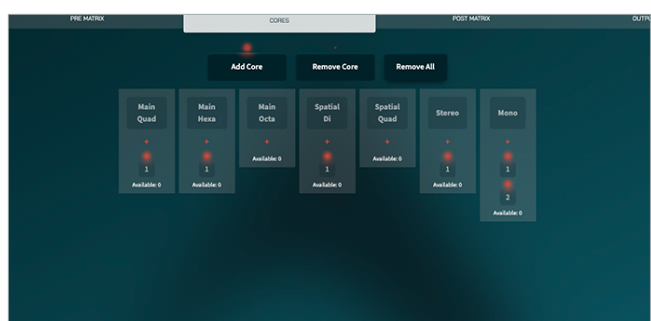 PRE MATRIX
CORES
POST MATRIX
Add Core
Remove Core
Remove All
Main
Quad
+
1
Available: 0
Main
Hexa
+
1
Available: 0
Main
Octa
+
Available: 0
Spatial
Di
+
1
Available: 0
Spatial
Quad
+
Available: 0
Stereo
+
1
Available: 0
Mono
+
1
2
Available: 0